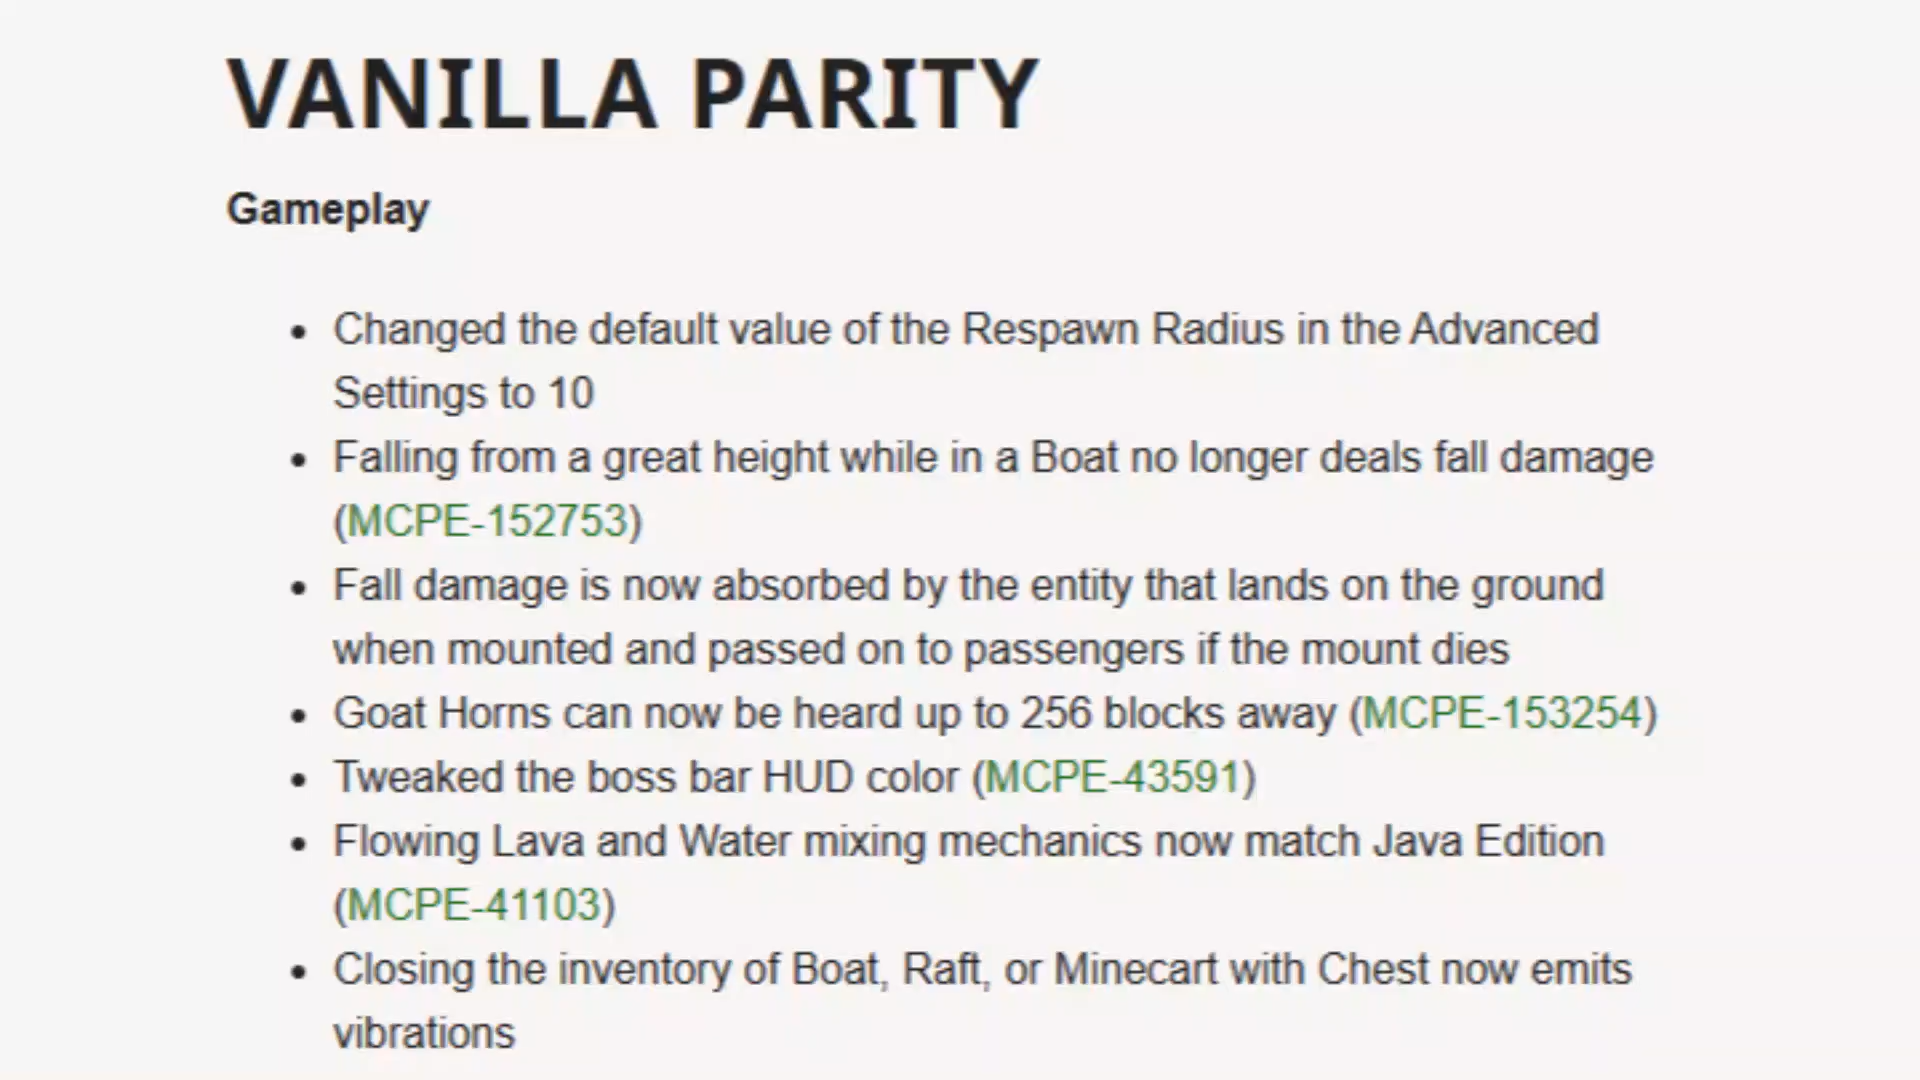 VANILLA PARITY
Gameplay
• Changed the default value of the Respawn Radius in the Advanced
Settings to 10
• Falling from a great height while in a Boat no longer deals fall damage
(MCPE-152753)
• Fall damage is now absorbed by the entity that lands on the ground
when mounted and passed on to passengers if the mount dies
• Goat Horns can now be heard up to 256 blocks away (MCPE-153254)
• Tweaked the boss bar HUD color (MCPE-43591)
• Flowing Lava and Water mixing mechanics now match Java Edition
(MCPE-41103)
• Closing the inventory of Boat, Raft, or Minecart with Chest now emits
vibrations